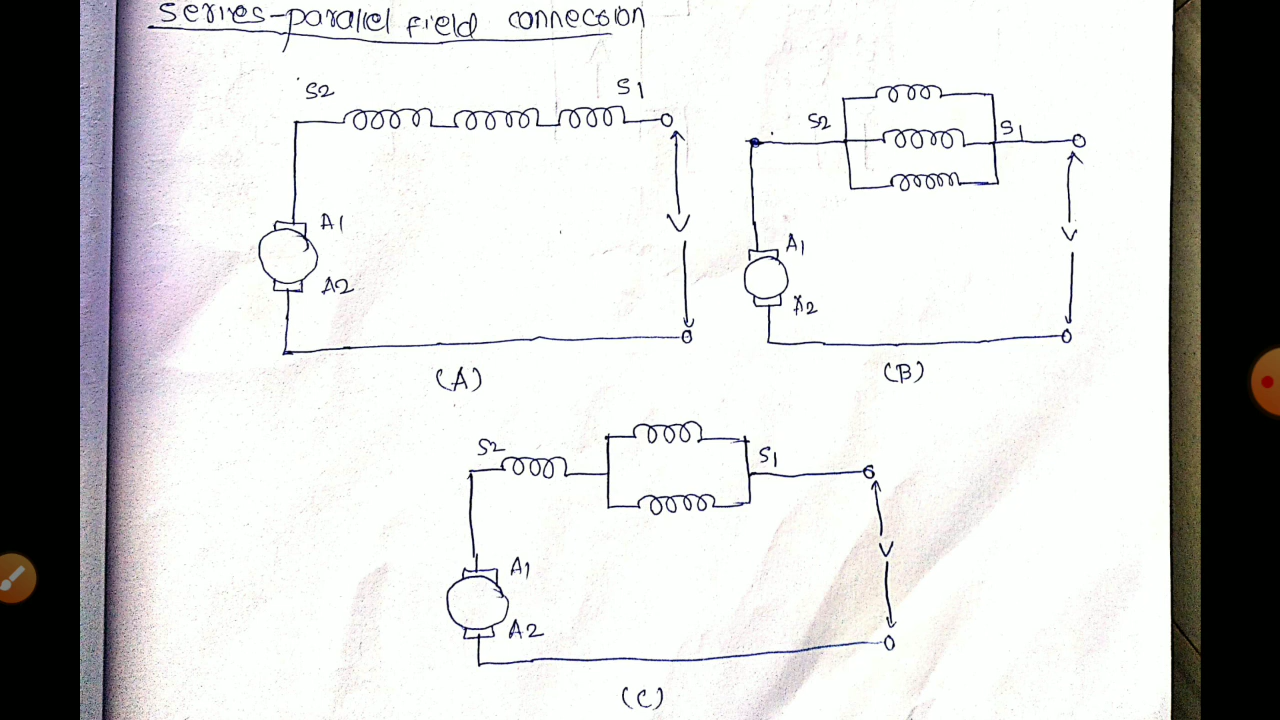 series-parallel field connection
S2 S1
A1
A2
V
(A)
S2 S1
A1
A2
V
(B)
S2 S1
A1
A2
V
(C)